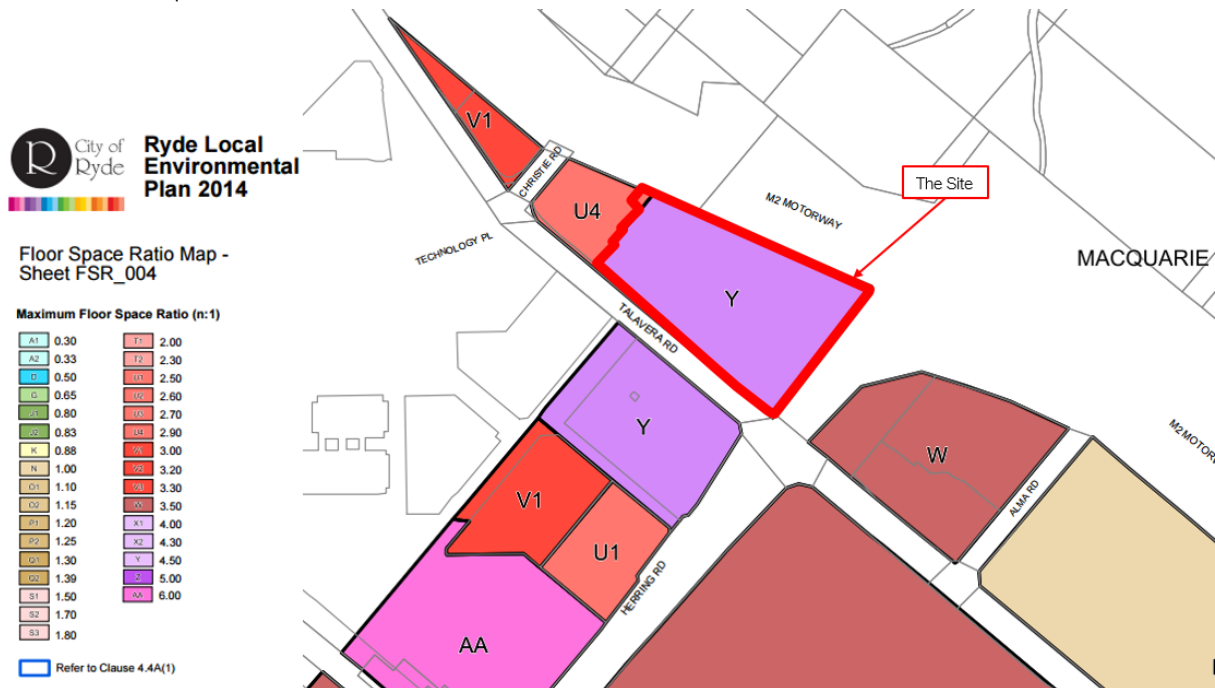 City of
Ryde
R
Ryde Local
Environmental
Plan 2014
Floor Space Ratio Map -
Sheet FSR_004
Maximum Floor Space Ratio (n:1)
A1 0.30
A2 0.33
D 0.50
G 0.65
J1 0.80
J2 0.83
K 0.88
N 1.00
O1 1.10
O2 1.15
P1 1.20
P2 1.25
Q1 1.30
Q2 1.39
S1 1.50
S2 1.70
S3 1.80
T1 2.00
T2 2.30
U1 2.50
U2 2.60
U3 2.70
U4 2.90
V1 3.00
V2 3.20
V3 3.30
W 3.50
X1 4.00
X2 4.30
Y 4.50
Z 5.00
AA 6.00
Refer to Clause 4.4A(1)
V1
CHRISTIE RD
U4
The Site
M2 MOTORWAY
TECHNOLOGY PL
MACQUARIE
Y
TALAVERA RD
Y
W
ALMA RD
V1
U1
HERRING RD
AA